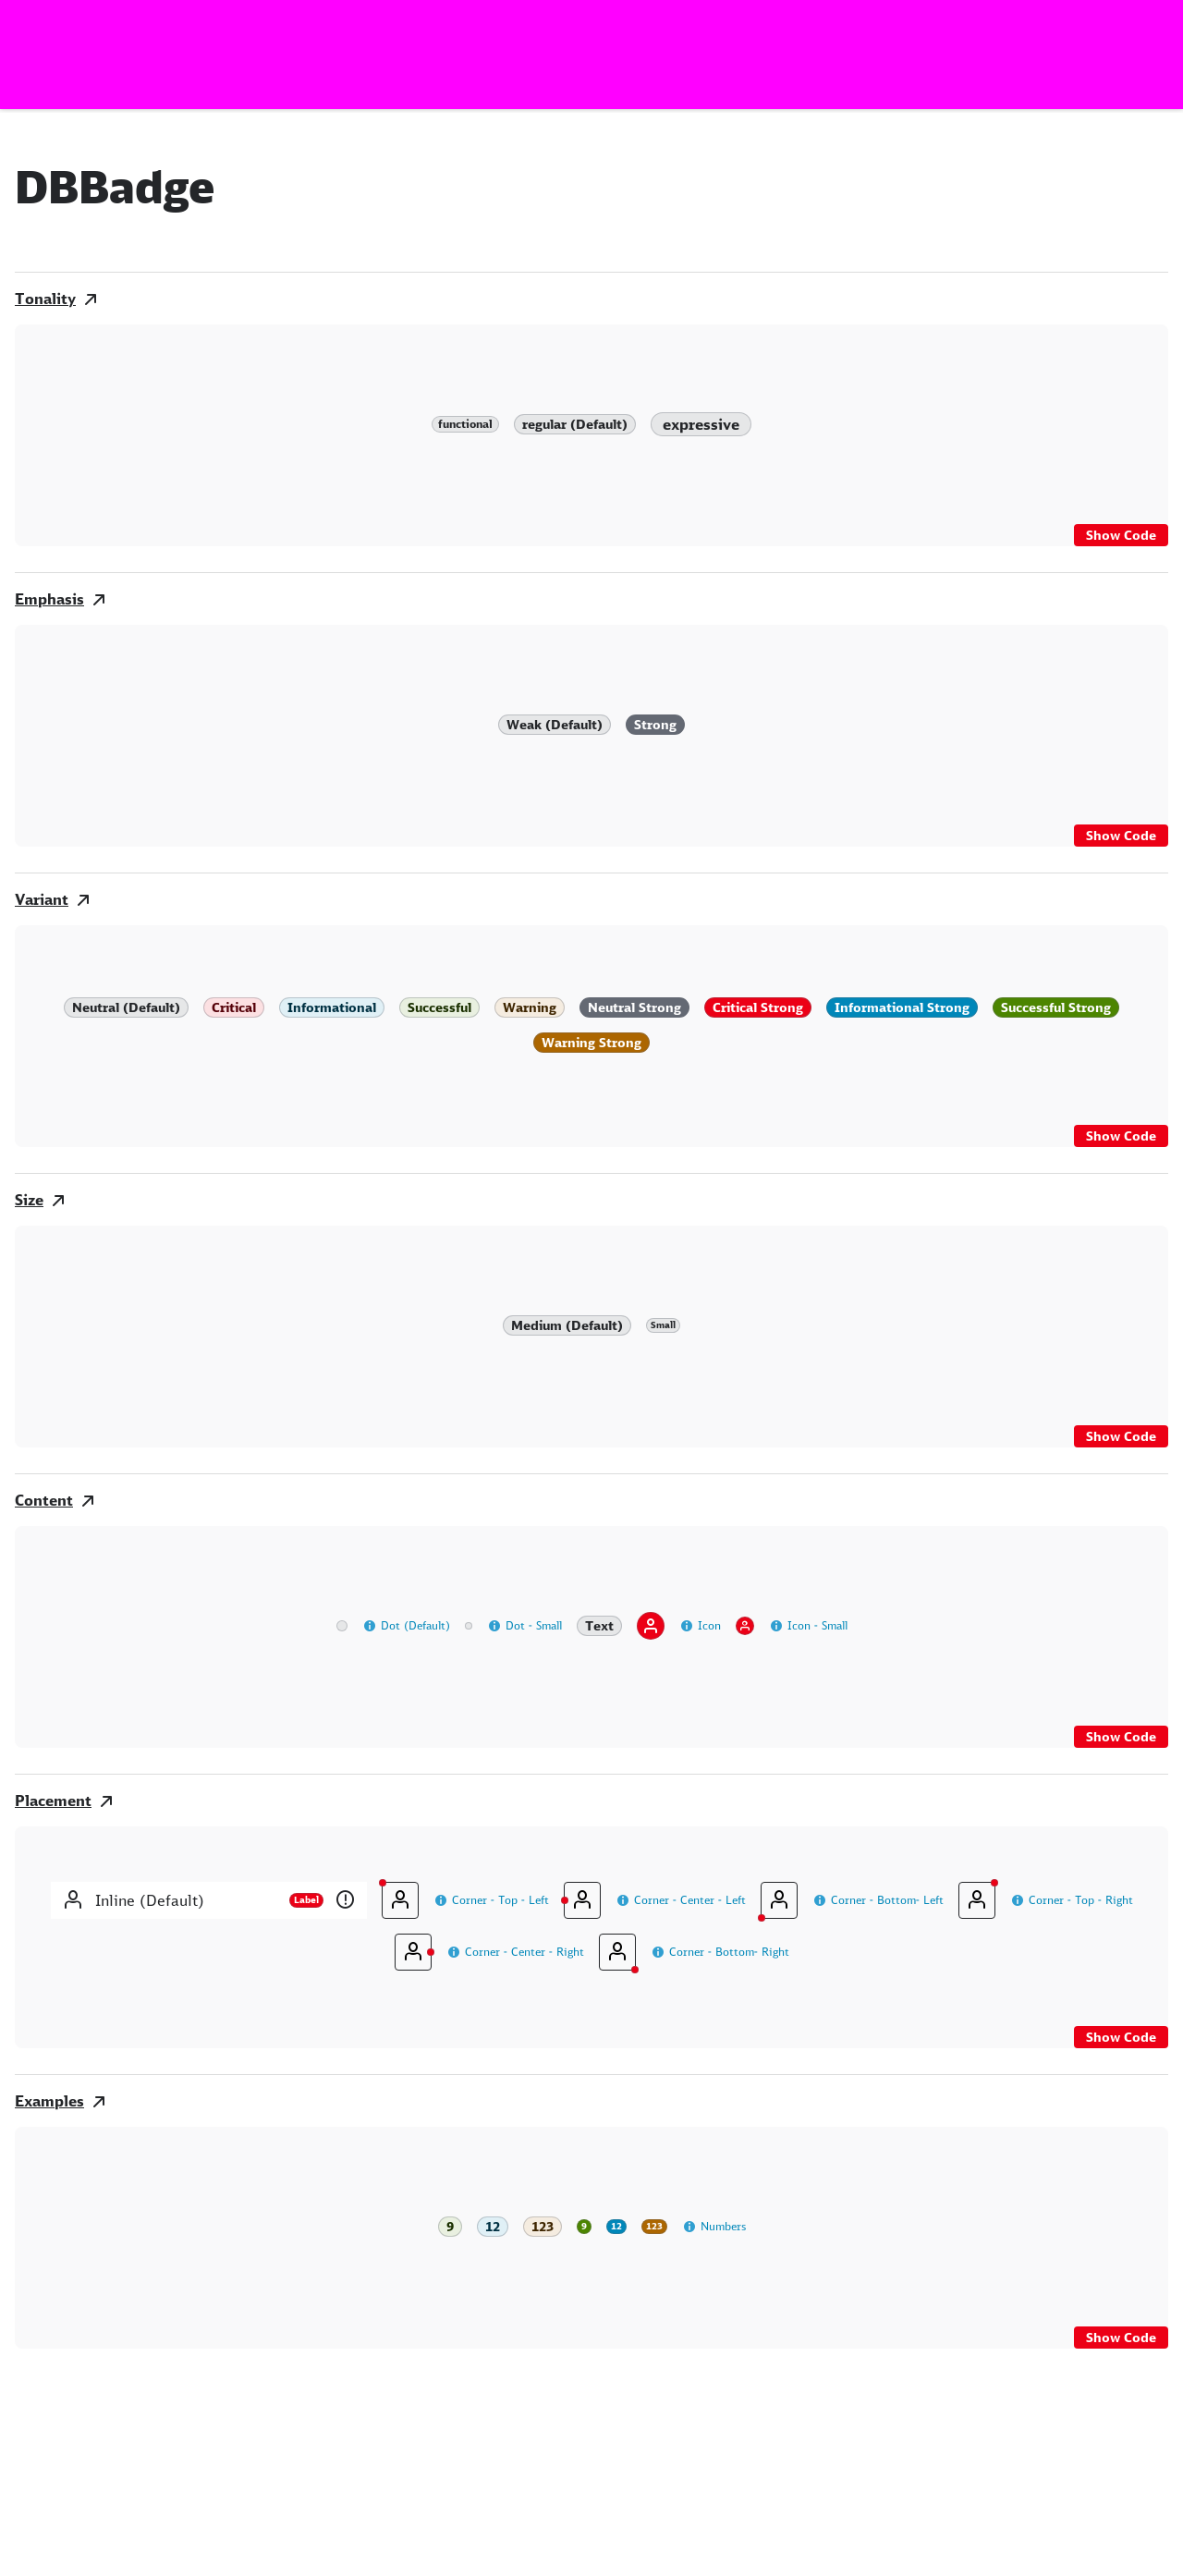 DBBadge
Tonality
functional regular (Default) expressive
Show Code
Emphasis
Weak (Default) Strong
Show Code
Variant
Neutral (Default) Critical Informational Successful Warning Neutral Strong Critical Strong Informational Strong Successful Strong
Warning Strong
Show Code
Size
Medium (Default) Small
Show Code
Content
Dot (Default) Dot - Small Text Icon Icon - Small
Show Code
Placement
Inline (Default) Label Corner - Top - Left Corner - Center - Left Corner - Bottom- Left Corner - Top - Right
Corner - Center - Right Corner - Bottom- Right
Show Code
Examples
9 12 123 9 12 123 Numbers
Show Code